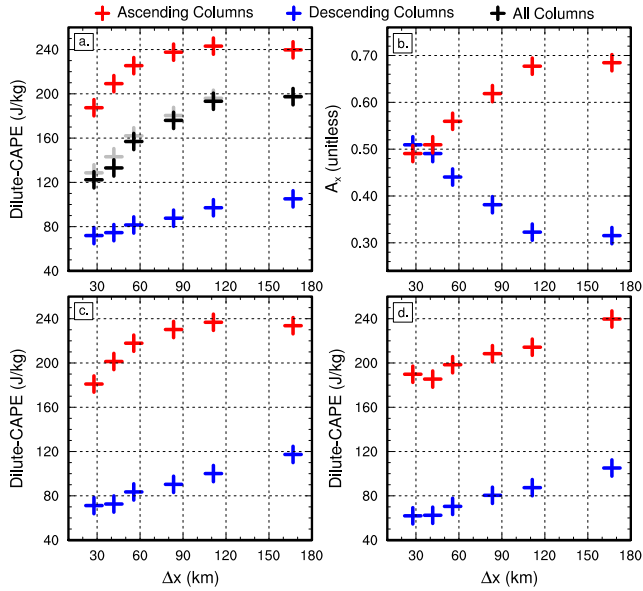 Ascending Columns Descending Columns All Columns
a.
240
200
160
120
80
40
Dilute-CAPE (J/kg)
30 60 90 120 150 180
b.
0.70
0.60
0.50
0.40
0.30
Aₓ (unitless)
30 60 90 120 150 180
c.
240
200
160
120
80
40
Dilute-CAPE (J/kg)
30 60 90 120 150 180
Δx (km)
d.
240
200
160
120
80
40
Dilute-CAPE (J/kg)
30 60 90 120 150 180
Δx (km)